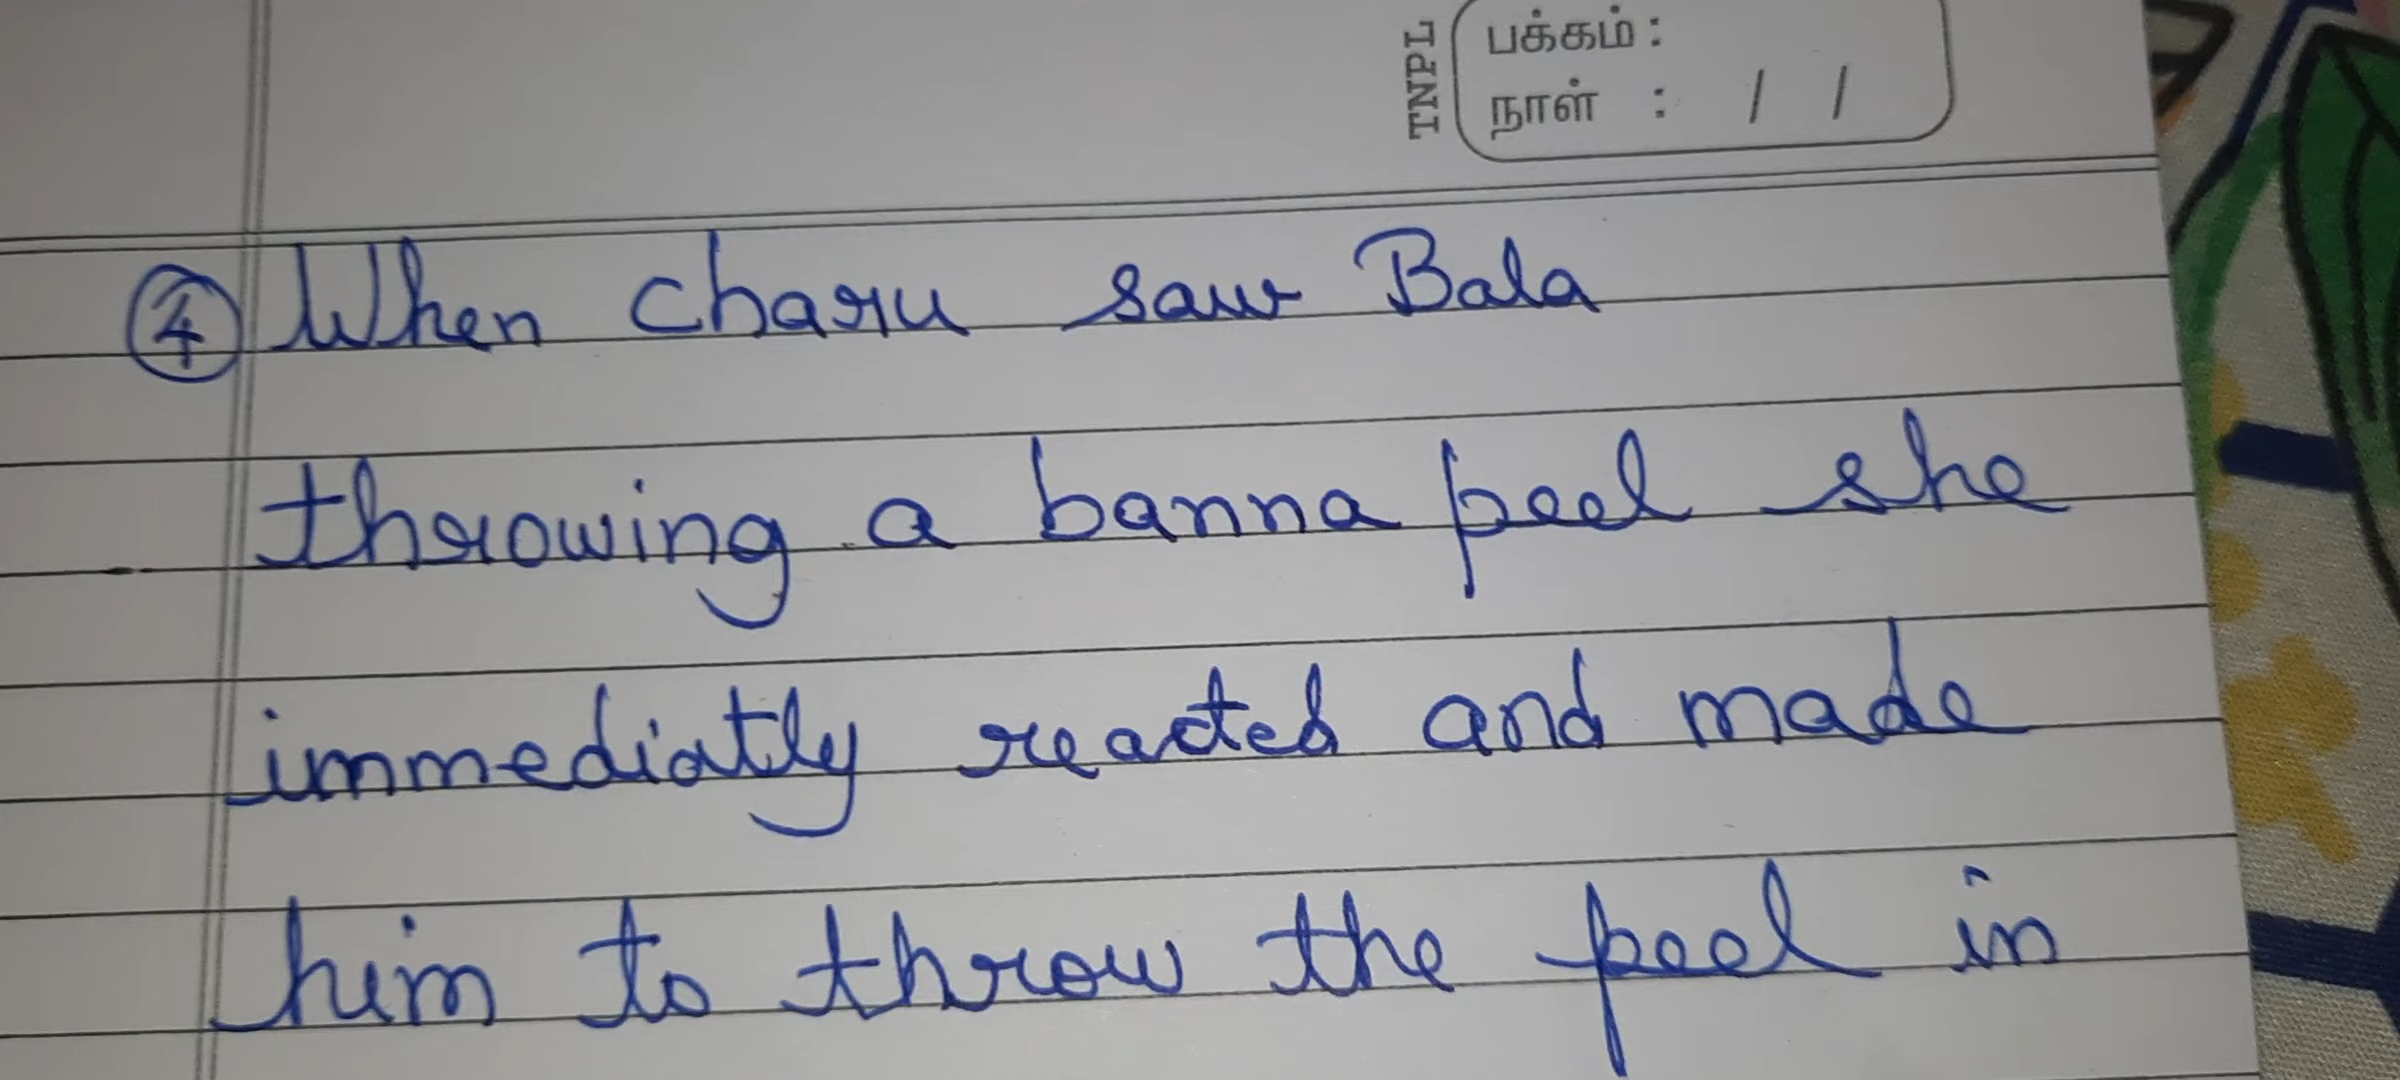 TNPL
பக்கம் :
நாள் : / /
④ When charu saw Bala
throwing a banna peel she
immediatly reacted and made
him to throw the peel in